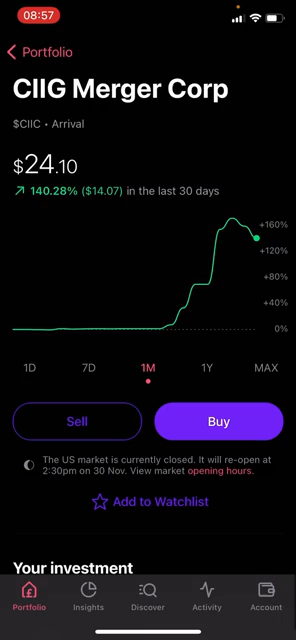 08:57
Portfolio
CIIG Merger Corp
$CIIC • Arrival
$24.10
140.28% ($14.07) in the last 30 days
+160%
+120%
+80%
+40%
0%
1D 7D 1M 1Y MAX
Sell Buy
The US market is currently closed. It will re-open at
2:30pm on 30 Nov. View market opening hours.
Add to Watchlist
Your investment
Portfolio Insights Discover Activity Account